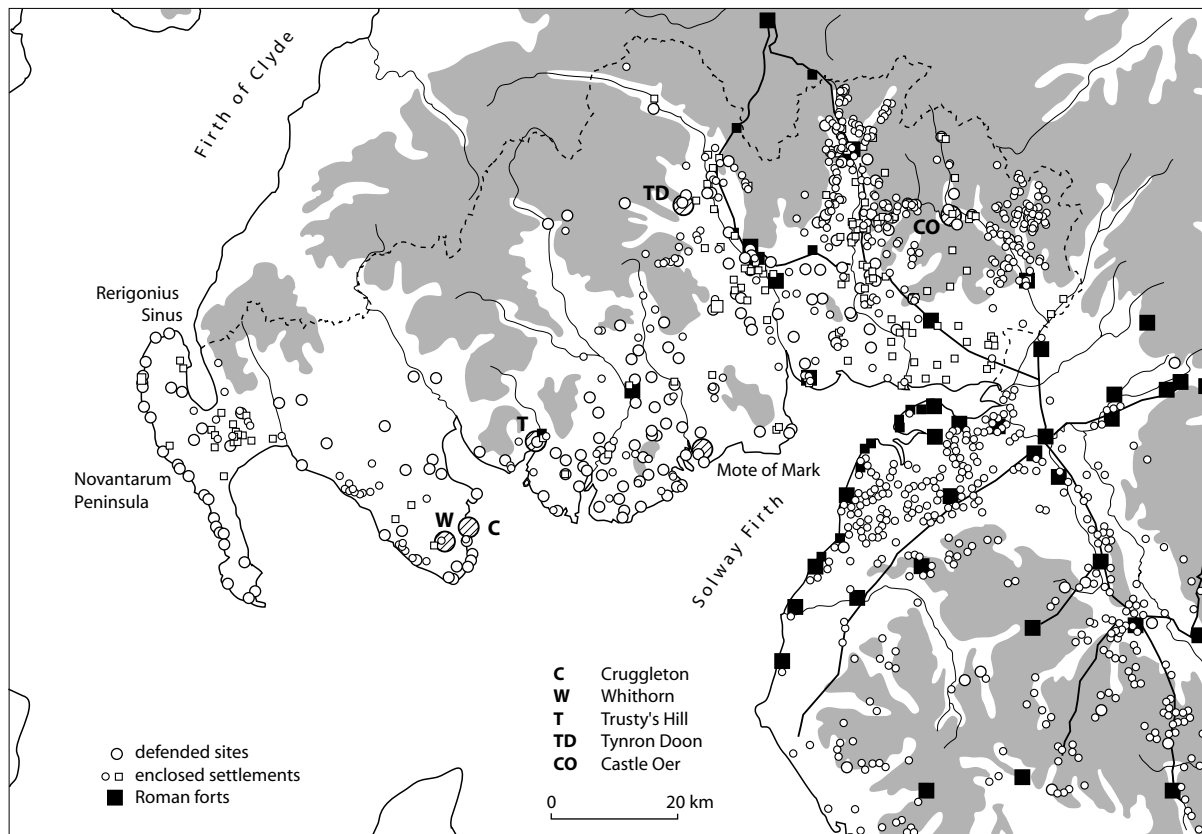 Firth of Clyde
TD
CO
Rerigonius
Sinus
T
Mote of Mark
Novantarum
Peninsula
W
C
Solway Firth
C Cruggleton
W Whithorn
T Trusty's Hill
TD Tynron Doon
CO Castle Oer
defended sites
enclosed settlements
Roman forts
0 20 km